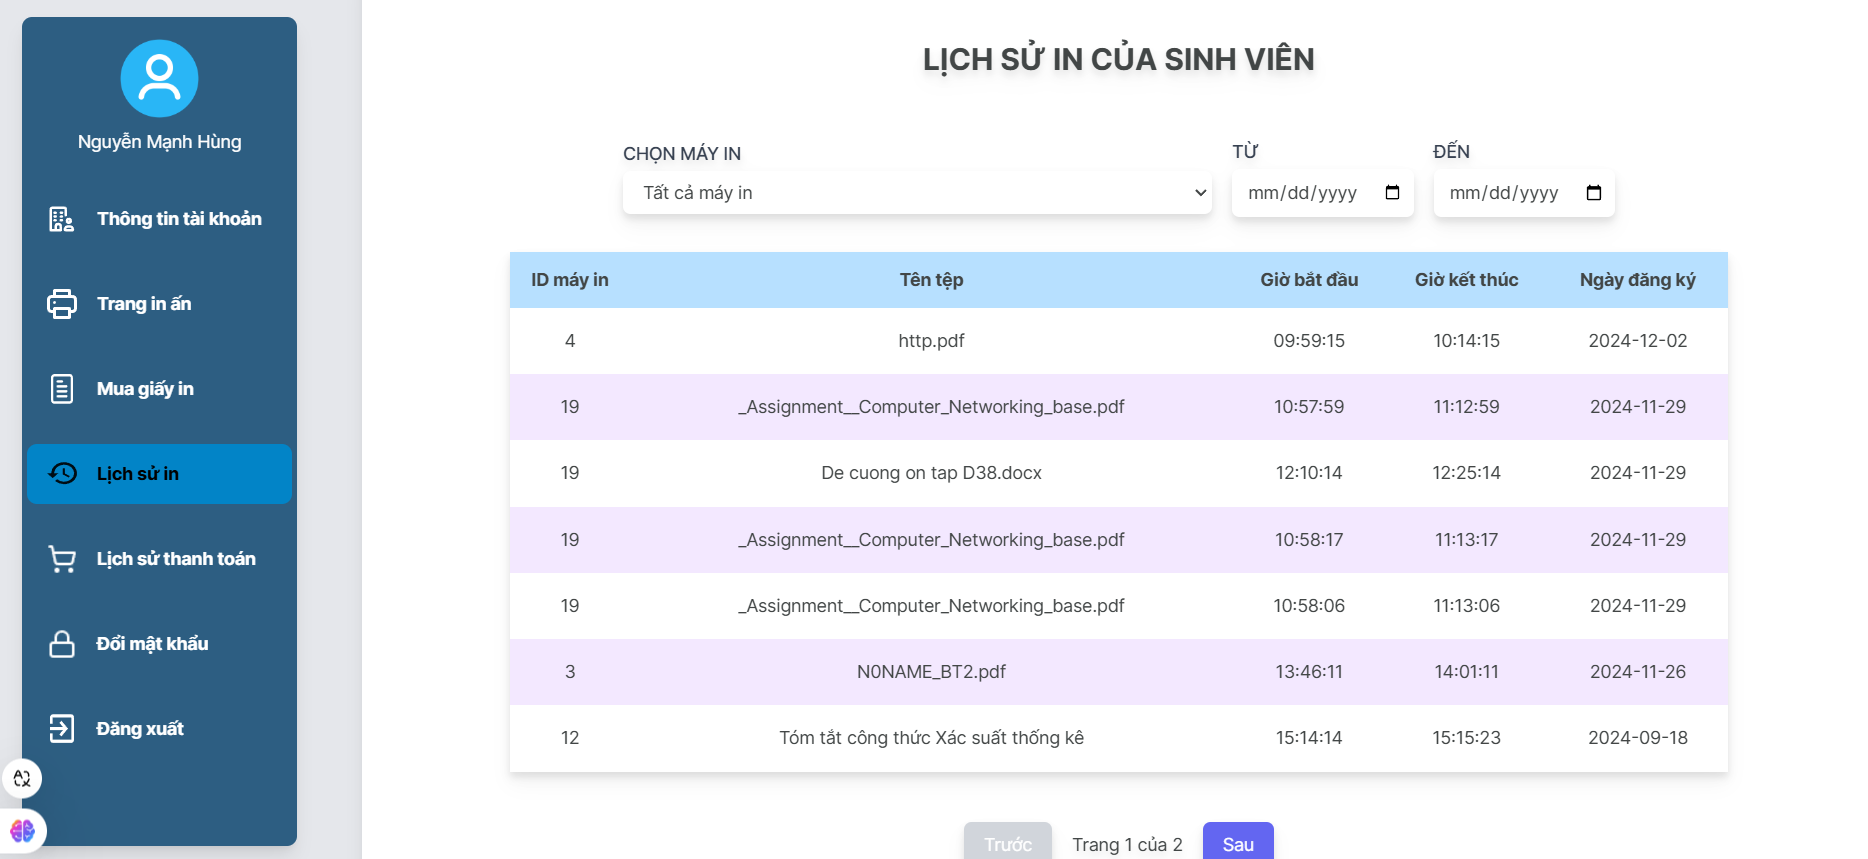 Nguyễn Mạnh Hùng
Thông tin tài khoản
Trang in ấn
Mua giấy in
Lịch sử in
Lịch sử thanh toán
Đổi mật khẩu
Đăng xuất
LỊCH SỬ IN CỦA SINH VIÊN
CHỌN MÁY IN TỪ ĐẾN
Tất cả máy in mm/dd/yyyy mm/dd/yyyy
ID máy in Tên tệp Giờ bắt đầu Giờ kết thúc Ngày đăng ký
4 http.pdf 09:59:15 10:14:15 2024-12-02
19 _Assignment__Computer_Networking_base.pdf 10:57:59 11:12:59 2024-11-29
19 De cuong on tap D38.docx 12:10:14 12:25:14 2024-11-29
19 _Assignment__Computer_Networking_base.pdf 10:58:17 11:13:17 2024-11-29
19 _Assignment__Computer_Networking_base.pdf 10:58:06 11:13:06 2024-11-29
3 N0NAME_BT2.pdf 13:46:11 14:01:11 2024-11-26
12 Tóm tắt công thức Xác suất thống kê 15:14:14 15:15:23 2024-09-18
Trước Trang 1 của 2 Sau